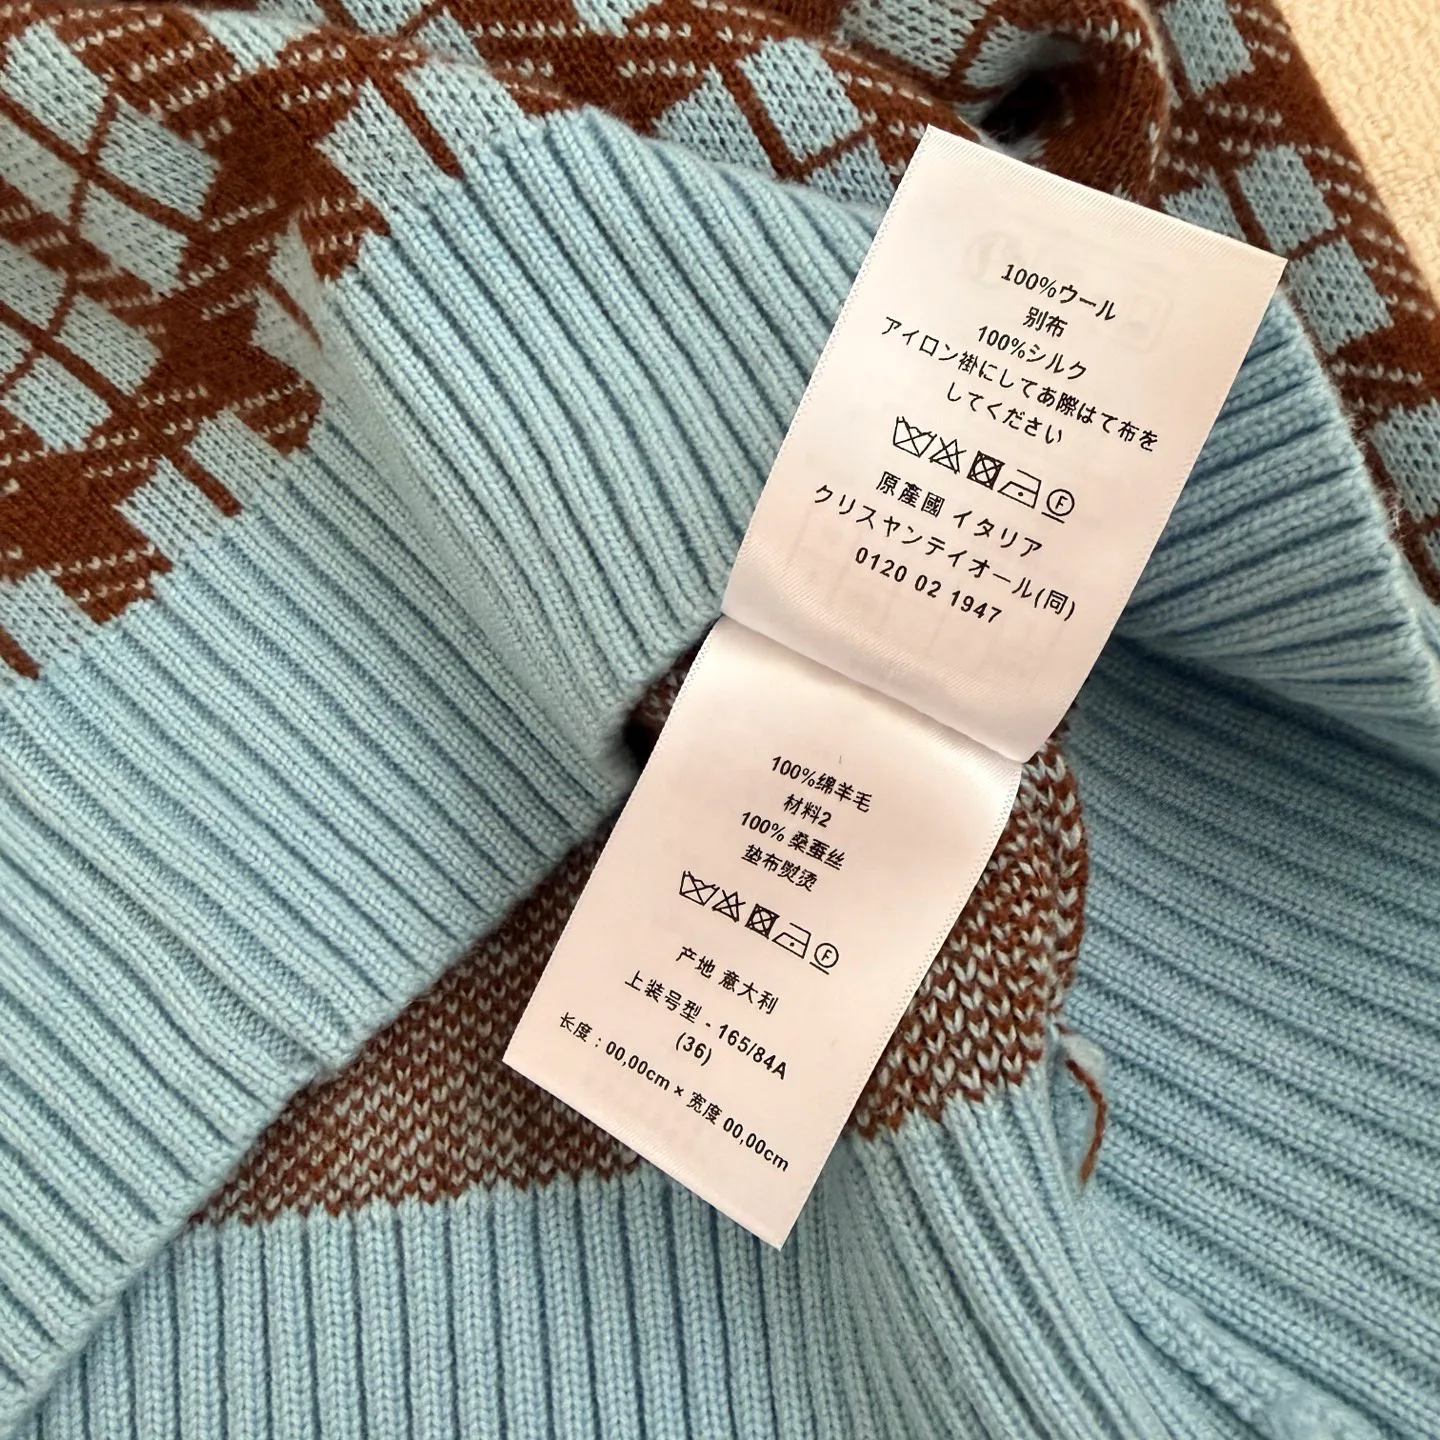 100%ウール
别布
100%シルク
アイロン褂にしてあ際はて布を
してください
F
原產國 イタリア
クリスヤンテイオール(同)
0120 02 1947
100%绵羊毛
材料2
100% 桑蚕丝
垫布熨烫
F
产地 意大利
上装号型 - 165/84A
(36)
长度：00,00cm × 宽度 00,00cm